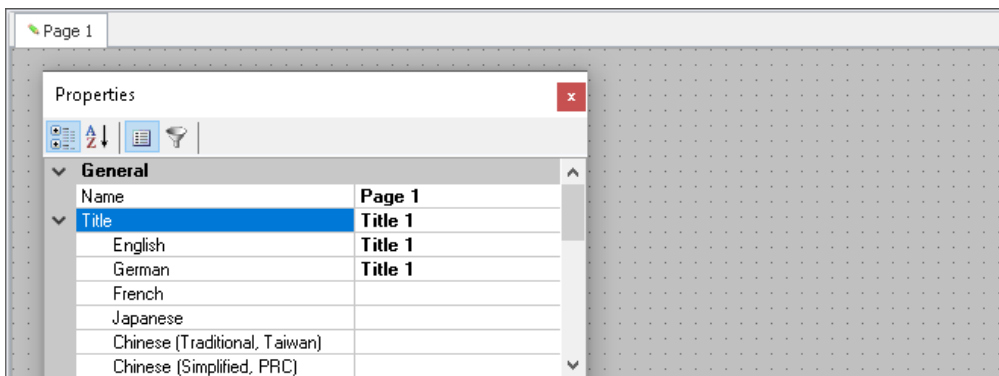 Page 1
Properties
General
Name Page 1
Title Title 1
English Title 1
German Title 1
French
Japanese
Chinese (Traditional, Taiwan)
Chinese (Simplified, PRC)